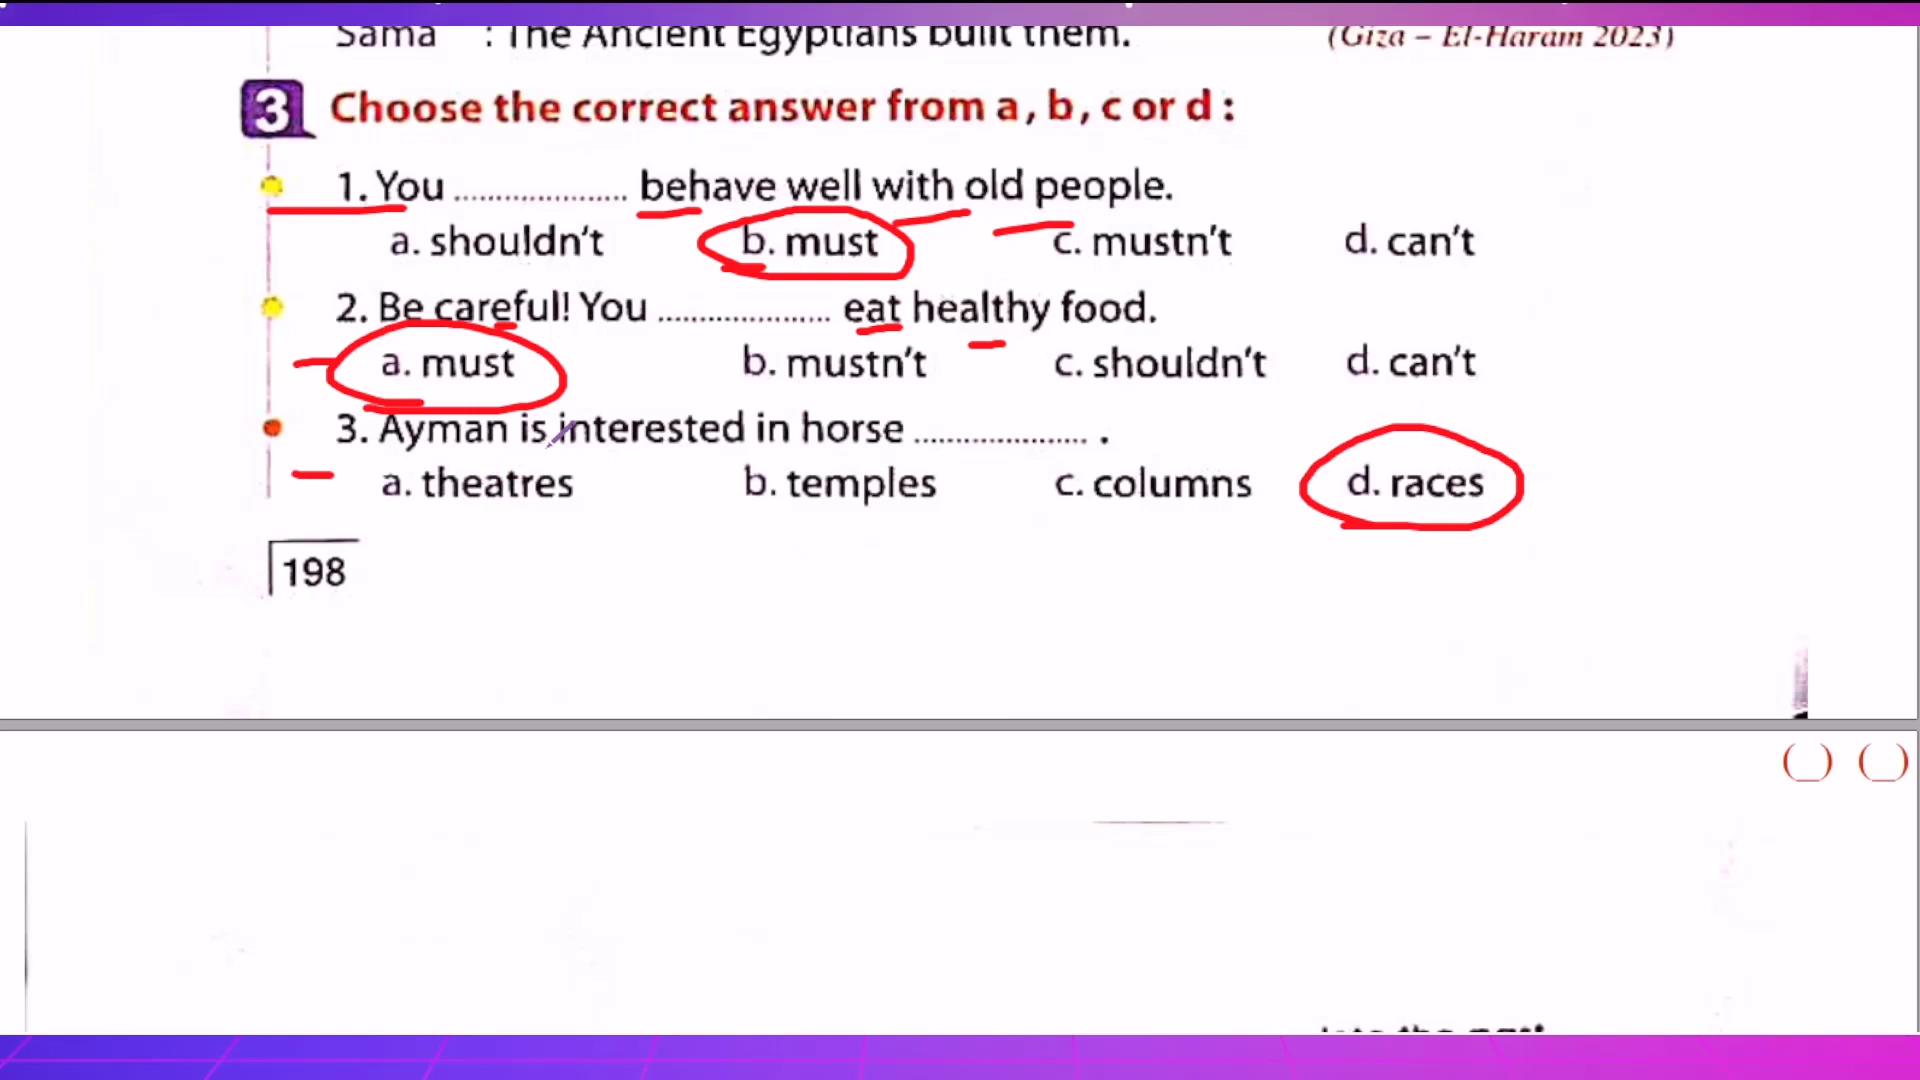 Sama : The Ancient Egyptians built them. (Giza – El-Haram 2023)
3 Choose the correct answer from a, b, c or d :
1. You .................... behave well with old people.
a. shouldn't b. must c. mustn't d. can't
2. Be careful! You .................... eat healthy food.
a. must b. mustn't c. shouldn't d. can't
3. Ayman is interested in horse .................... .
a. theatres b. temples c. columns d. races
198
(_) (_)